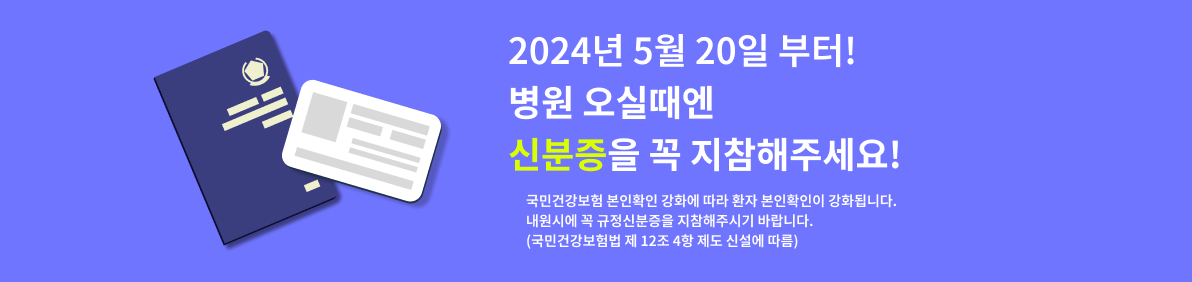 2024년 5월 20일 부터!
병원 오실때엔
신분증을 꼭 지참해주세요!
국민건강보험 본인확인 강화에 따라 환자 본인확인이 강화됩니다.
내원시에 꼭 규정신분증을 지참해주시기 바랍니다.
(국민건강보험법 제 12조 4항 제도 신설에 따름)